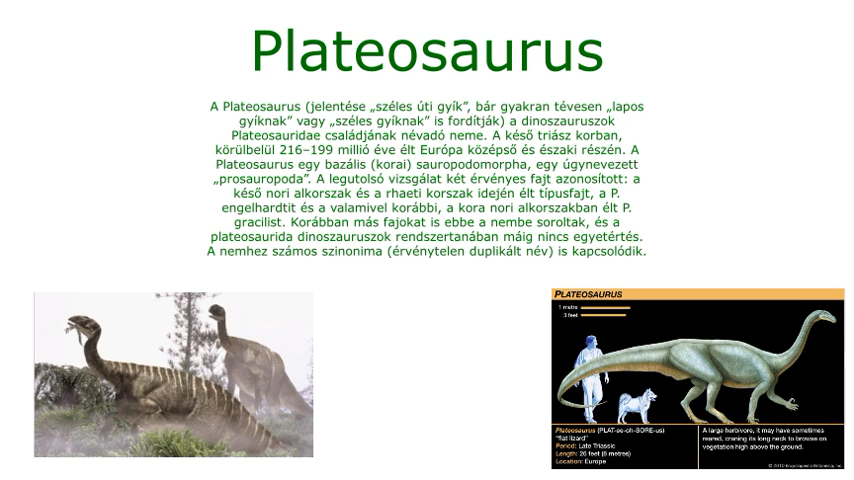 Plateosaurus
A Plateosaurus (jelentése „széles úti gyík”, bár gyakran tévesen „lapos
gyíknak” vagy „széles gyíknak” is fordítják) a dinoszauruszok
Plateosauridae családjának névadó neme. A késő triász korban,
körülbelül 216–199 millió éve élt Európa középső és északi részén. A
Plateosaurus egy bazális (korai) sauropodomorpha, egy úgynevezett
„prosauropoda”. A legutolsó vizsgálat két érvényes fajt azonosított: a
késő nori alkorszak és a rhaeti korszak idején élt típusfajt, a P.
engelhardtit és a valamivel korábbi, a kora nori alkorszakban élt P.
gracilist. Korábban más fajokat is ebbe a nembe soroltak, és a
plateosaurida dinoszauruszok rendszertanában máig nincs egyetértés.
A nemhez számos szinonima (érvénytelen duplikált név) is kapcsolódik.
PLATEOSAURUS
1 metre
3 feet
Plateosaurus (PLAT-ee-oh-SORE-us)
"flat lizard"
Period: Late Triassic
Length: 26 feet (8 metres)
Location: Europe
A large herbivore, it may have sometimes
reared, craning its long neck to browse on
vegetation high above the ground.
© 2010 Encyclopædia Britannica, Inc.